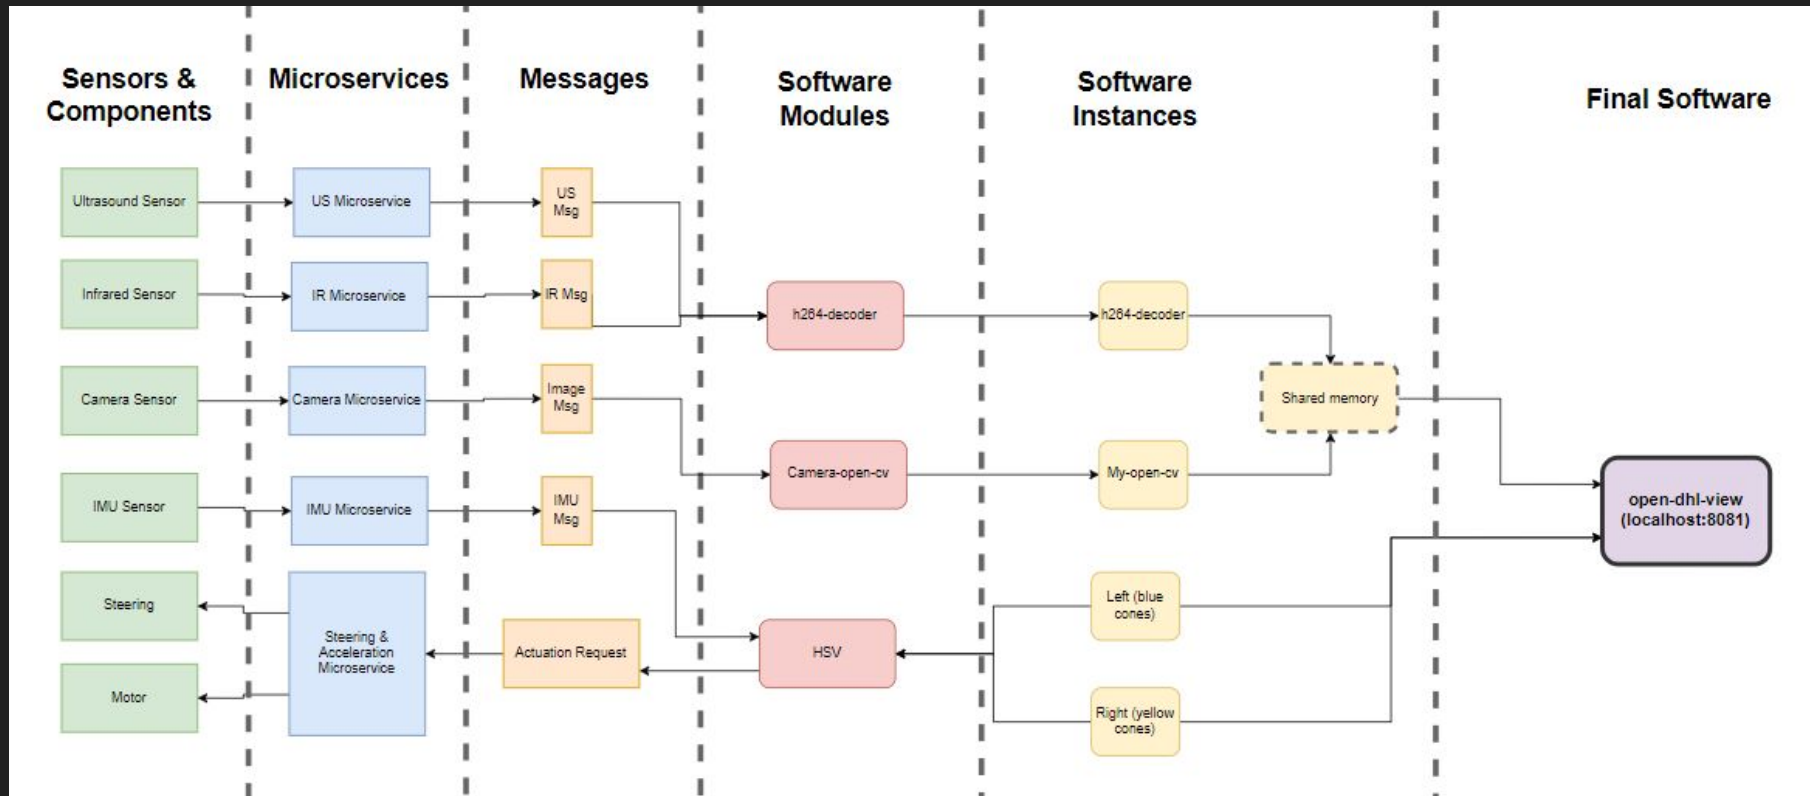 Sensors &
Components
Microservices
Messages
Software
Modules
Software
Instances
Final Software
Ultrasound Sensor
US Microservice
US
Msg
Infrared Sensor
IR Microservice
IR Msg
h264-decoder
h264-decoder
Camera Sensor
Camera Microservice
Image
Msg
Shared memory
Camera-open-cv
My-open-cv
IMU Sensor
IMU Microservice
IMU
Msg
open-dhl-view
(localhost:8081)
Steering
Steering &
Acceleration
Microservice
Actuation Request
HSV
Left (blue
cones)
Motor
Right (yellow
cones)